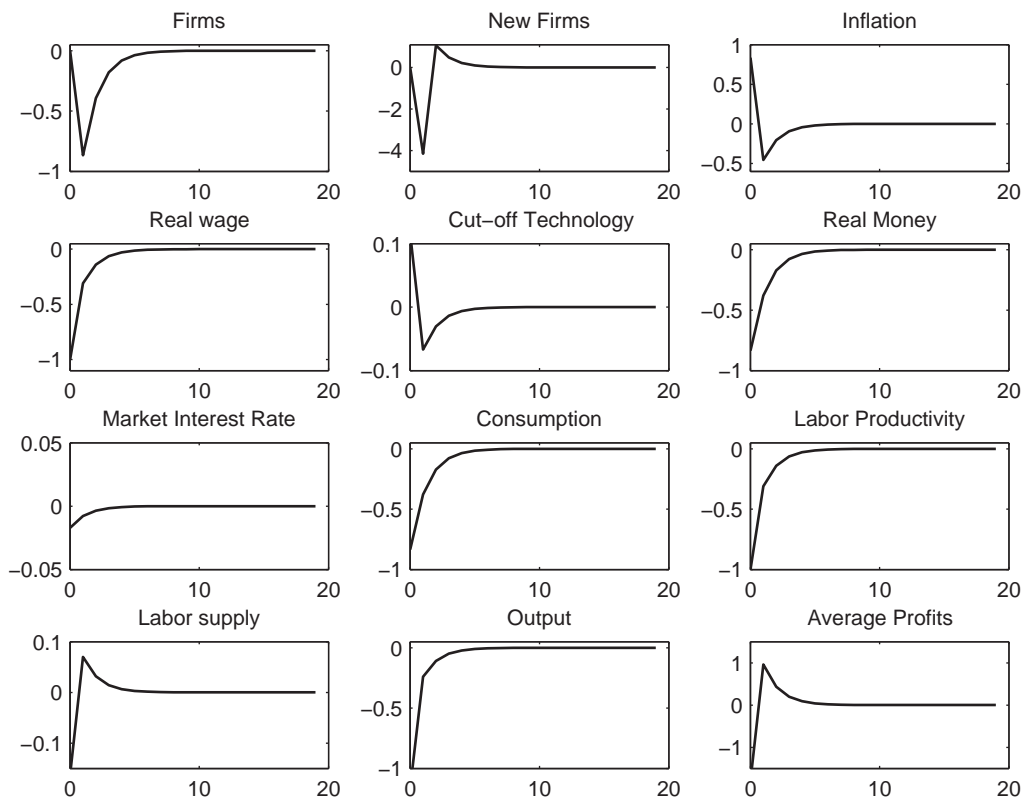 Firms New Firms Inflation
0 0 1
−0.5 −2 0.5
−1 −4 0
−0.5
0 10 20 0 10 20 0 10 20
Real wage Cut−off Technology Real Money
0 0.1 0
−0.5 0 −0.5
−1 −0.1 −1
0 10 20 0 10 20 0 10 20
Market Interest Rate Consumption Labor Productivity
0.05 0 0
0 −0.5 −0.5
−0.05 −1 −1
0 10 20 0 10 20 0 10 20
Labor supply Output Average Profits
0.1 0 1
0 −0.5 0
−0.1 −1 −1
0 10 20 0 10 20 0 10 20